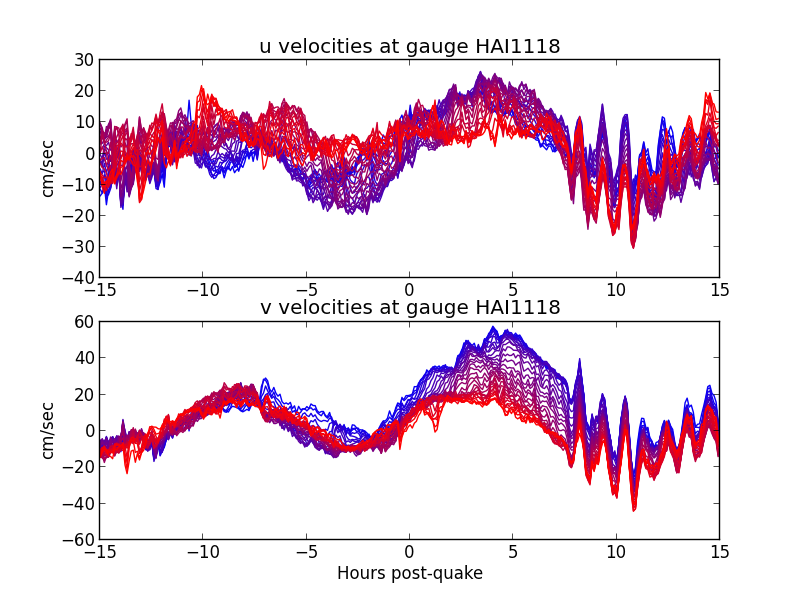 u velocities at gauge HAI1118
30
20
10
0
−10
−20
−30
−40
cm/sec
−15 −10 −5 0 5 10 15
v velocities at gauge HAI1118
60
40
20
0
−20
−40
−60
cm/sec
−15 −10 −5 0 5 10 15
Hours post-quake